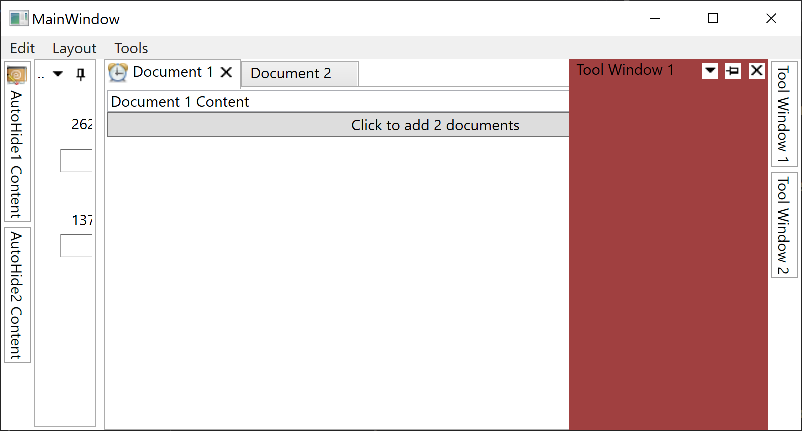 MainWindow
Edit Layout Tools
AutoHide1 Content
AutoHide2 Content
..
262
137
Document 1
Document 2
Document 1 Content
Click to add 2 documents
Tool Window 1
Tool Window 1
Tool Window 2